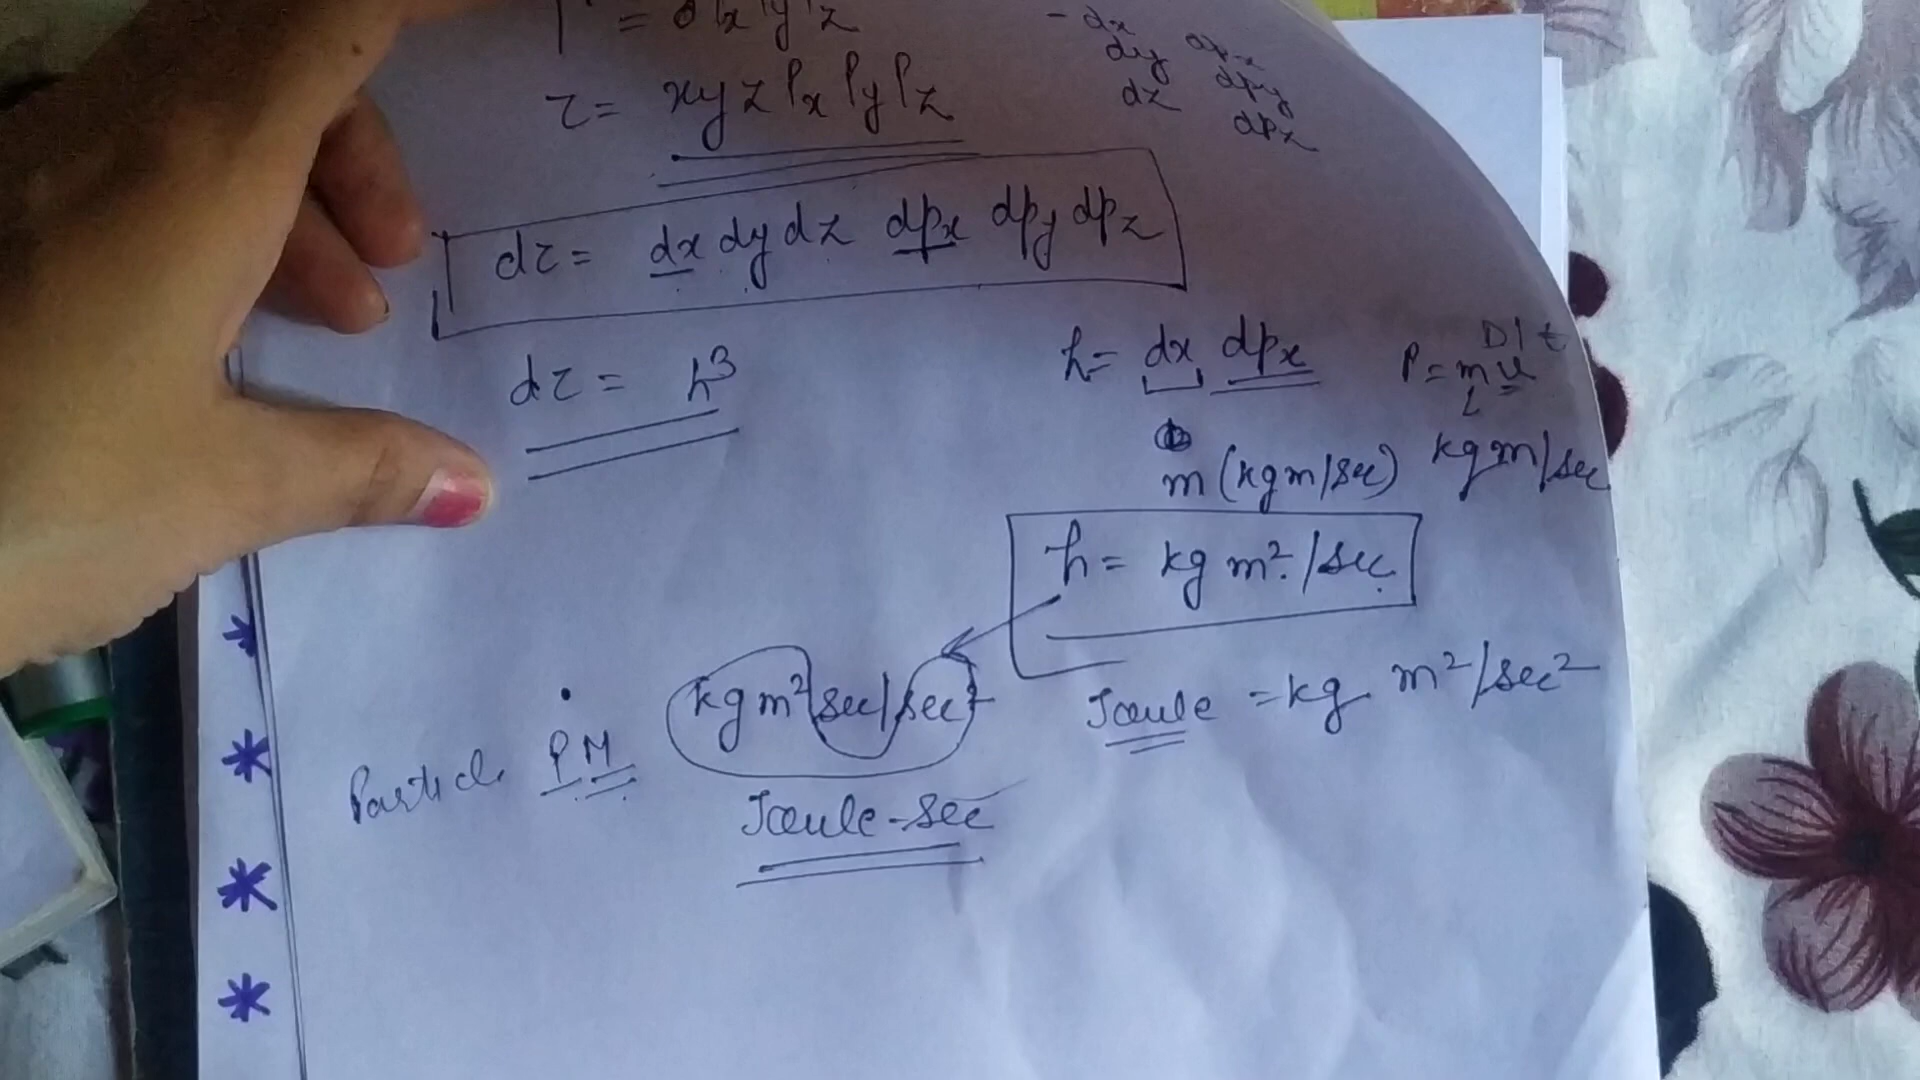 τ = xyz Px Py Pz
- dx
dy
dz
dpx
dpy
dpz
dτ = dx dy dz dpx dpy dpz
dτ = h³
h = dx dpx
P = mv
D/t
m (kgm/sec)
kgm/sec
h = kg m²/sec
kg m² sec/sec²
Joule = kg m²/sec²
Particle PM
Joule-sec